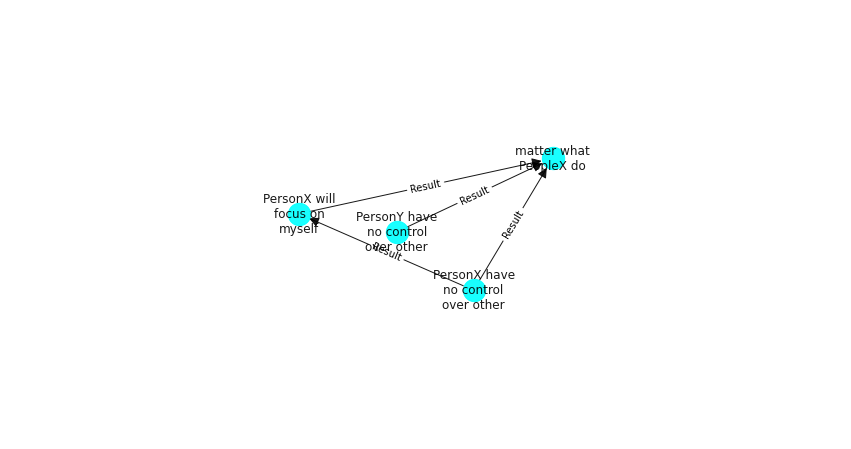 matter what
PeopleX do
Result
Result
PersonX will
focus on
myself
PersonY have
no control
over other
Result
Result
PersonX have
no control
over other